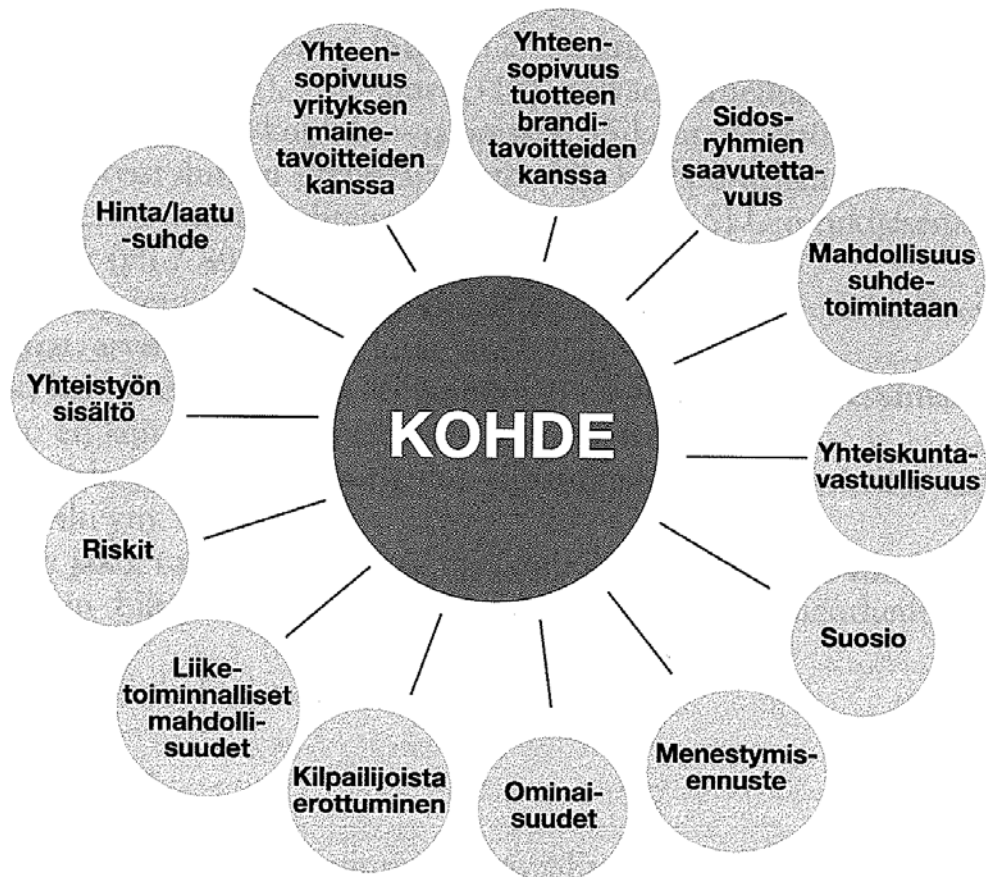 Yhteen-
sopivuus
yrityksen
maine-
tavoitteiden
kanssa
Yhteen-
sopivuus
tuotteen
brandi-
tavoitteiden
kanssa
Sidos-
ryhmien
saavutetta-
vuus
Mahdollisuus
suhde-
toimintaan
Yhteiskunta-
vastuullisuus
Suosio
Menestymis-
ennuste
Ominai-
suudet
Kilpailijoista
erottuminen
Liike-
toiminnalliset
mahdolli-
suudet
Riskit
Yhteistyön
sisältö
Hinta/laatu
-suhde
KOHDE